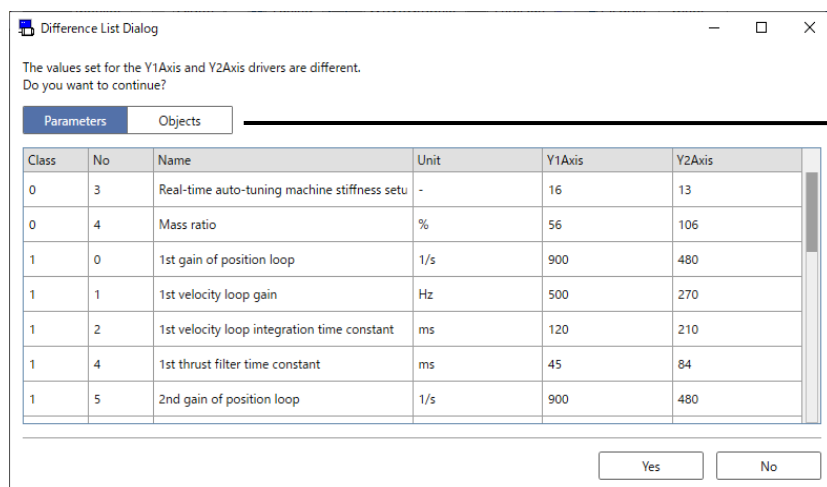 Difference List Dialog
The values set for the Y1Axis and Y2Axis drivers are different.
Do you want to continue?
Parameters Objects
Class No Name Unit Y1Axis Y2Axis
0 3 Real-time auto-tuning machine stiffness setu - 16 13
0 4 Mass ratio % 56 106
1 0 1st gain of position loop 1/s 900 480
1 1 1st velocity loop gain Hz 500 270
1 2 1st velocity loop integration time constant ms 120 210
1 4 1st thrust filter time constant ms 45 84
1 5 2nd gain of position loop 1/s 900 480
Yes No